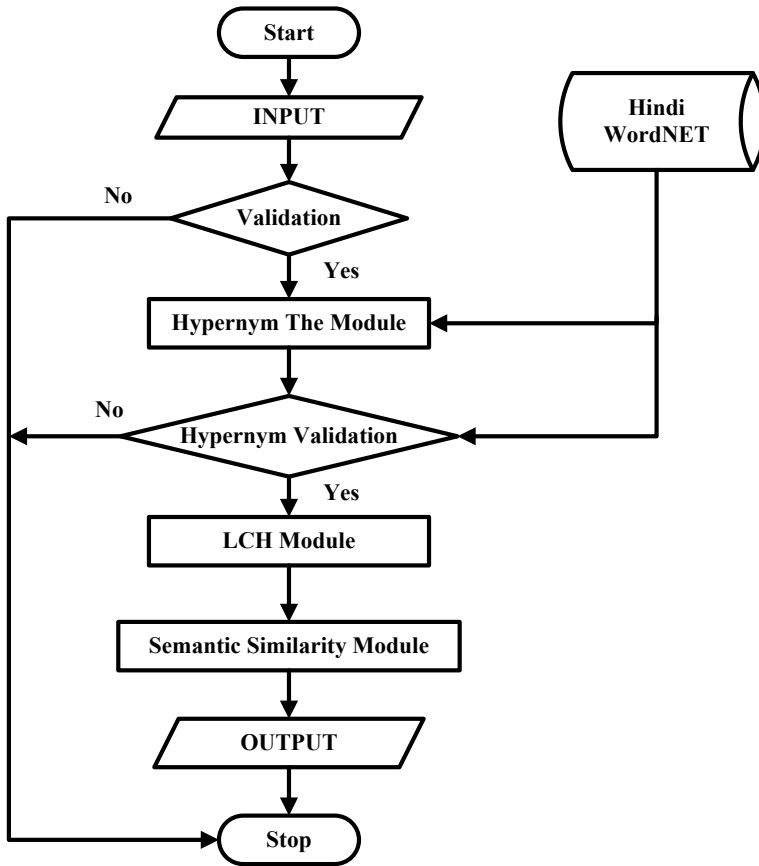 Start
INPUT
Hindi
WordNET
No
Validation
Yes
Hypernym The Module
No
Hypernym Validation
Yes
LCH Module
Semantic Similarity Module
OUTPUT
Stop